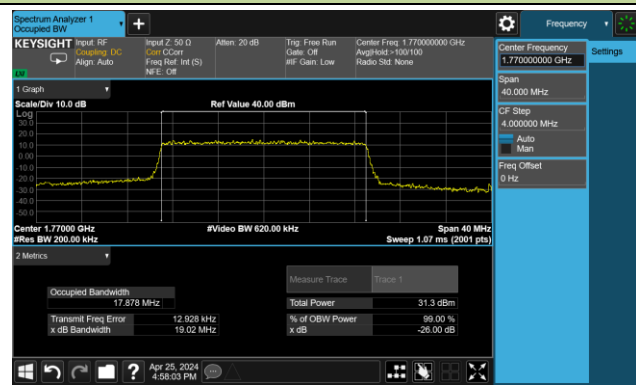 Spectrum Analyzer 1
Occupied BW
Frequency
KEYSIGHT
Input: RF
Coupling: DC
Align: Auto
Input Z: 50 Ω
Corr CCorr
Freq Ref: Int (S)
NFE: Off
Atten: 20 dB
Trig: Free Run
Gate: Off
#IF Gain: Low
Center Freq: 1.770000000 GHz
Avg|Hold:>100/100
Radio Std: None
Center Frequency
1.770000000 GHz
Settings
Span
40.000 MHz
CF Step
4.000000 MHz
Auto
Man
Freq Offset
0 Hz
1 Graph
Scale/Div 10.0 dB
Ref Value 40.00 dBm
Log
30.0
20.0
10.0
0.00
-10.0
-20.0
-30.0
-40.0
-50.0
Center 1.77000 GHz
#Video BW 620.00 kHz
Span 40 MHz
#Res BW 200.00 kHz
Sweep 1.07 ms (2001 pts)
2 Metrics
Measure Trace
Trace 1
Occupied Bandwidth
17.878 MHz
Total Power
31.3 dBm
Transmit Freq Error
12.928 kHz
% of OBW Power
99.00 %
x dB Bandwidth
19.02 MHz
x dB
-26.00 dB
?
Apr 25, 2024
4:58:03 PM